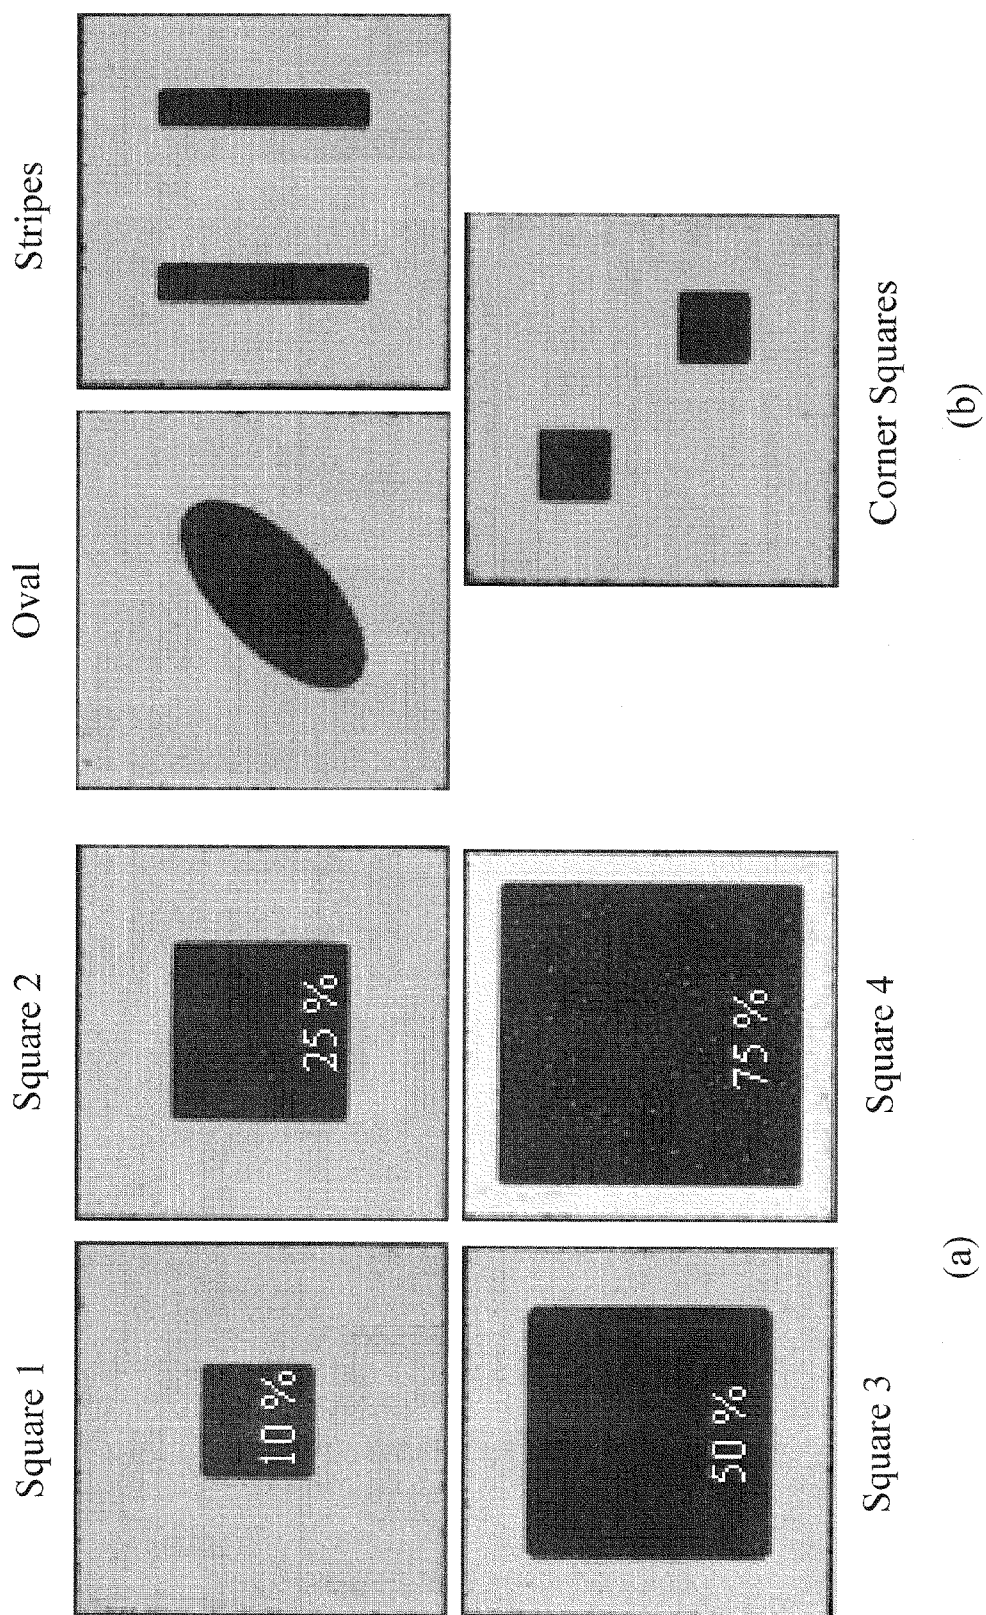 Square 1
Square 2
10 %
25 %
50 %
75 %
Square 3
Square 4
(a)
Oval
Stripes
Corner Squares
(b)